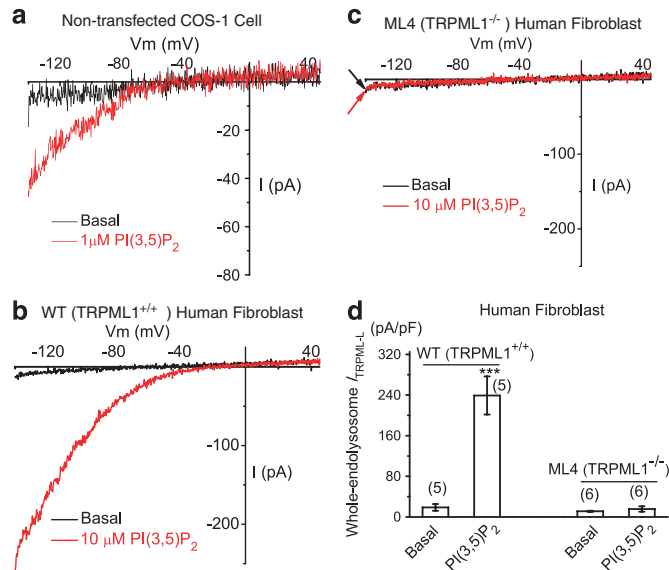 a
Non-transfected COS-1 Cell
Vm (mV)
-120 -80 -40 0 40
-20
-40
-60
-80
I (pA)
Basal
1μM PI(3,5)P₂
b
WT (TRPML1⁺/⁺) Human Fibroblast
Vm (mV)
-120 -80 -40 0 40
-100
-200
I (pA)
Basal
10 μM PI(3,5)P₂
c
ML4 (TRPML1⁻/⁻) Human Fibroblast
Vm (mV)
-120 -80 -40 0 40
-100
-200
I (pA)
Basal
10 μM PI(3,5)P₂
d
Human Fibroblast
(pA/pF)
Whole-endolysosome I TRPML-L
320
240
160
80
0
WT (TRPML1⁺/⁺)
***
(5)
(5)
ML4 (TRPML1⁻/⁻)
(6)
(6)
Basal
PI(3,5)P₂
Basal
PI(3,5)P₂